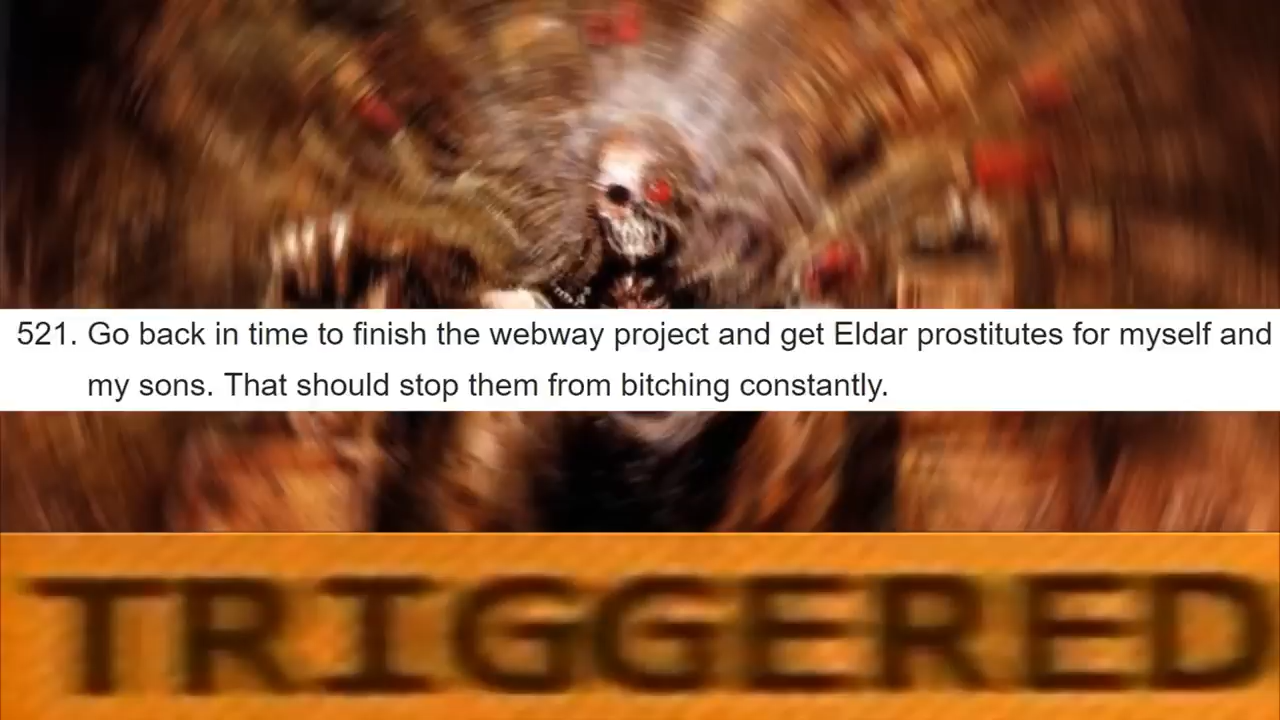 521. Go back in time to finish the webway project and get Eldar prostitutes for myself and
my sons. That should stop them from bitching constantly.
TRIGGERED